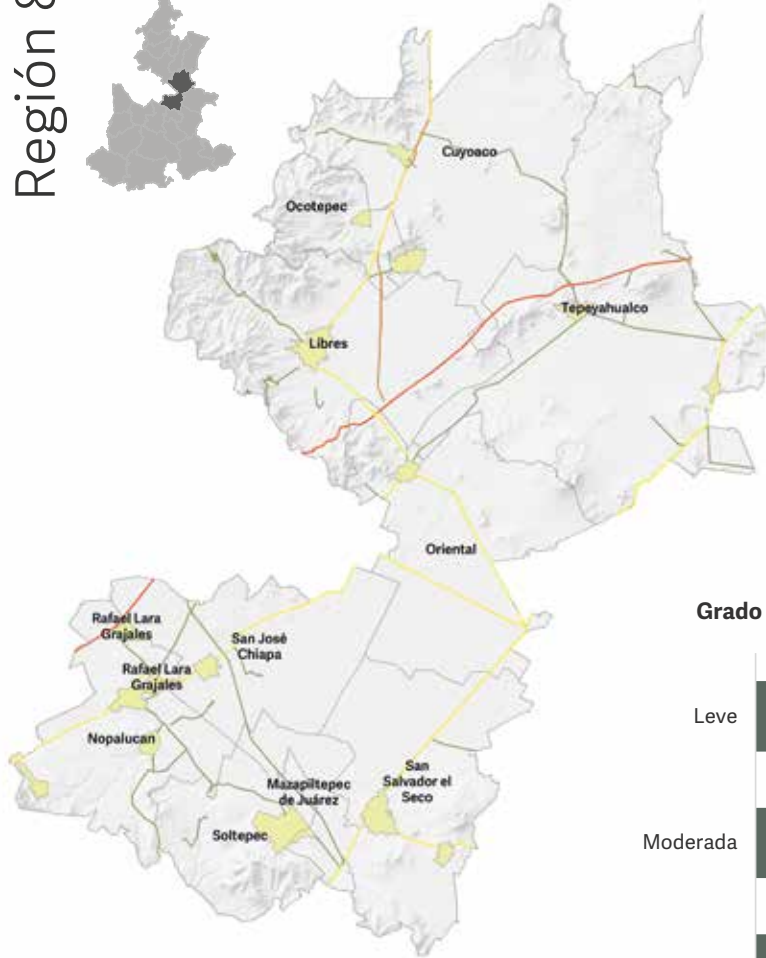 Región 8
Cuyoaco
Ocotepec
Tepeyahualco
Libres
Oriental
Rafael Lara
Grajales
San José
Chiapa
Rafael Lara
Grajales
Nopalucan
San
Salvador el
Seco
Mazapiltepec
de Juárez
Soltepec
Grado
Leve
Moderada